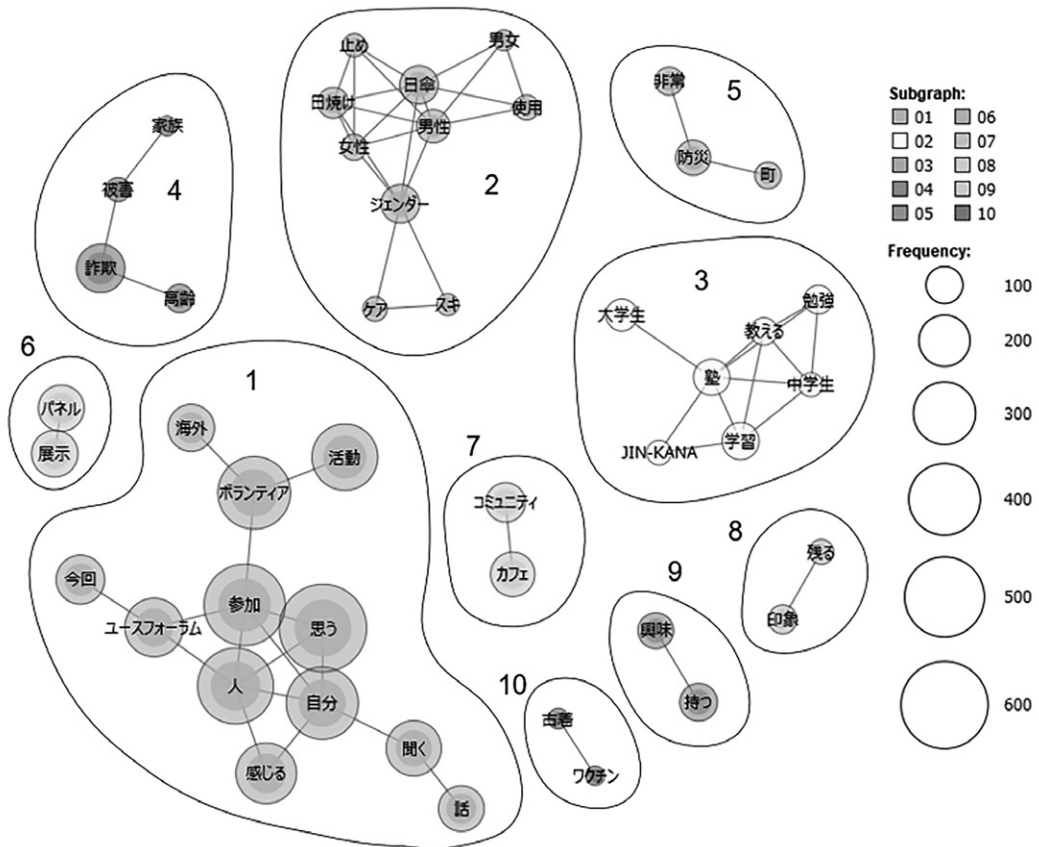 止め
男女
日傘
日焼け
男性
使用
女性
2
ジェンダー
ケア
スキ
家族
被害
4
詐欺
高齢
非常
5
防災
町
3
大学生
勉強
教える
塾
中学生
JIN-KANA
学習
6
パネル
展示
1
海外
活動
ボランティア
今回
参加
ユースフォーラム
思う
人
自分
聞く
感じる
話
7
コミュニティ
カフェ
8
残る
印象
9
興味
持つ
10
古着
ワクチン
Subgraph:
01 06
02 07
03 08
04 09
05 10
Frequency:
100
200
300
400
500
600